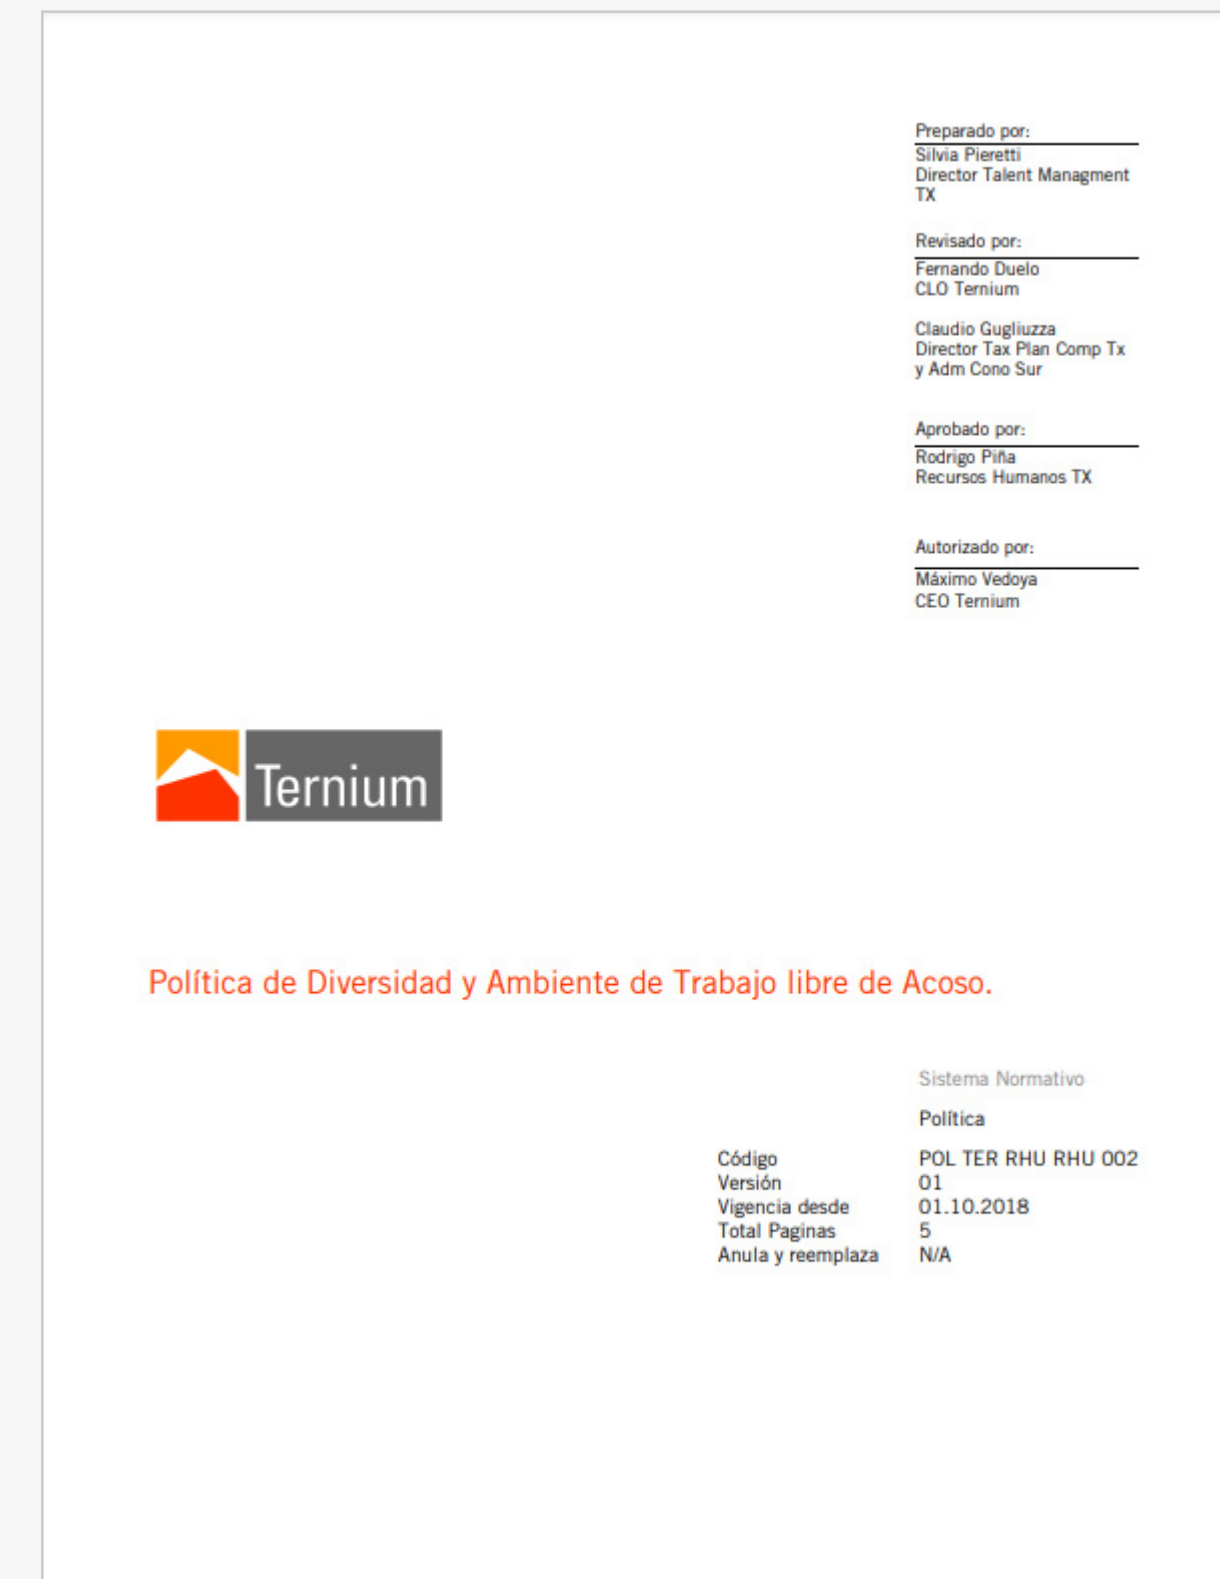 Preparado por:
Silvia Pieretti
Director Talent Managment
TX
Revisado por:
Fernando Duelo
CLO Ternium
Claudio Gugliuzza
Director Tax Plan Comp Tx
y Adm Cono Sur
Aprobado por:
Rodrigo Piña
Recursos Humanos TX
Autorizado por:
Máximo Vedoya
CEO Ternium
Ternium
Política de Diversidad y Ambiente de Trabajo libre de Acoso.
Sistema Normativo
Política
Código POL TER RHU RHU 002
Versión 01
Vigencia desde 01.10.2018
Total Paginas 5
Anula y reemplaza N/A